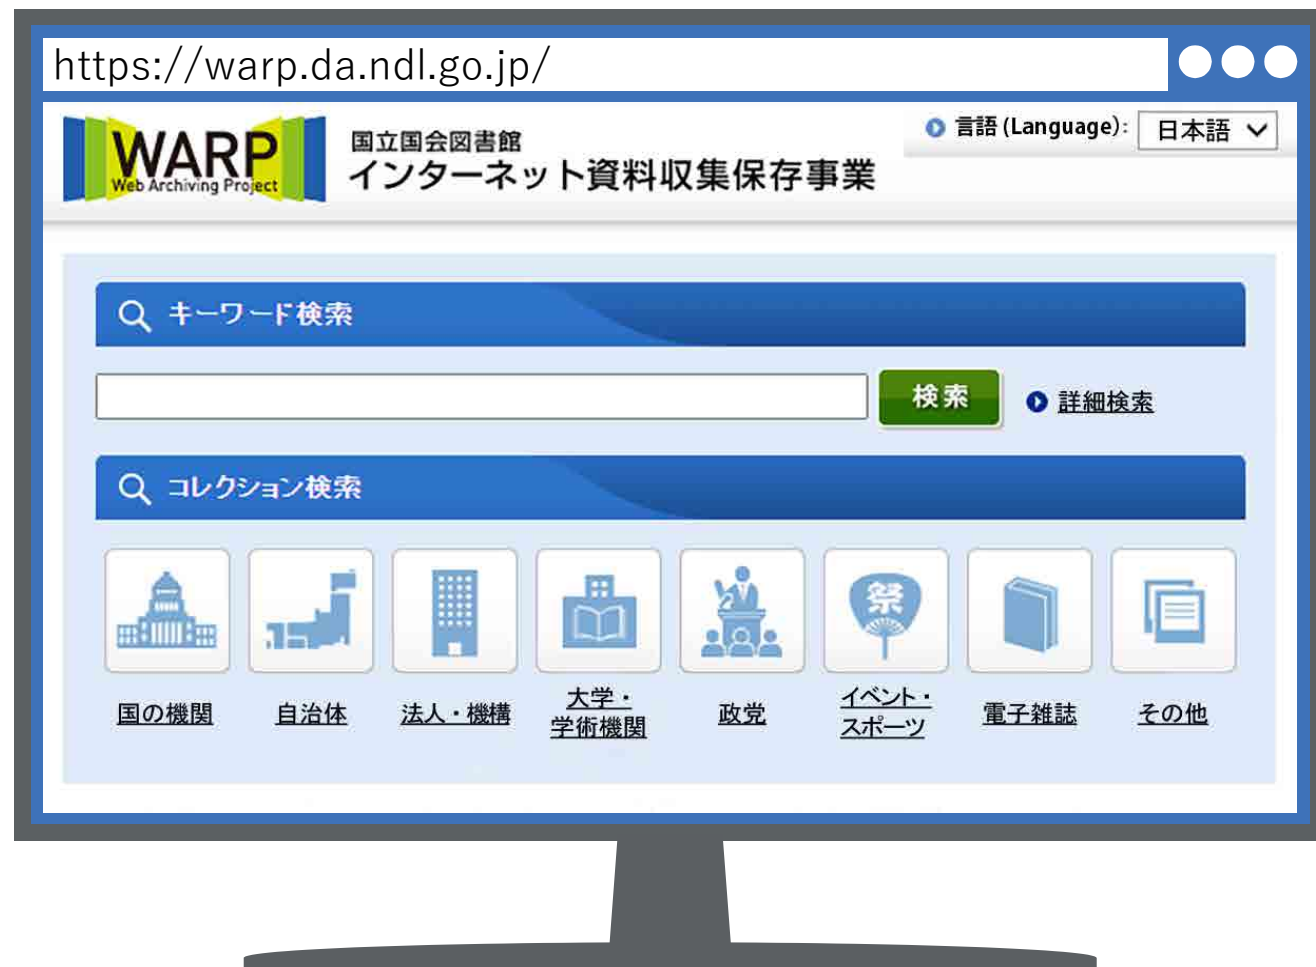 https://warp.da.ndl.go.jp/
WARP
Web Archiving Project
国立国会図書館
インターネット資料収集保存事業
言語 (Language): 日本語
キーワード検索
検索 詳細検索
コレクション検索
祭
国の機関
自治体
法人・機構
大学・
学術機関
政党
イベント・
スポーツ
電子雑誌
その他